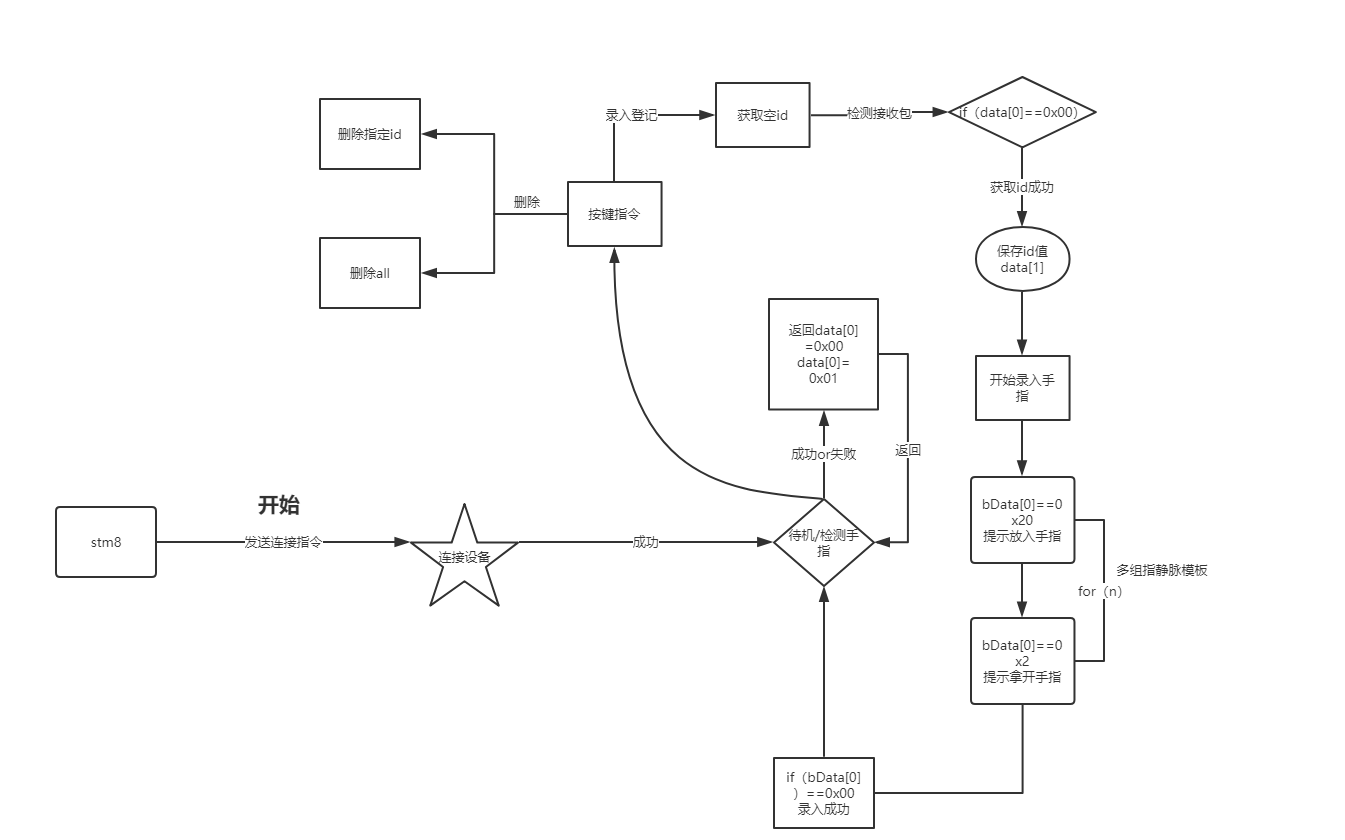 录入登记
获取空id
检测接收包
if（data[0]==0x00）
删除指定id
获取id成功
删除
按键指令
保存id值
data[1]
删除all
返回data[0]
=0x00
data[0]=
0x01
开始录入手
指
成功or失败
返回
开始
stm8
发送连接指令
连接设备
成功
待机/检测手
指
bData[0]==0
x20
提示放入手指
多组指静脉模板
for（n）
bData[0]==0
x2
提示拿开手指
if（bData[0]
）==0x00
录入成功